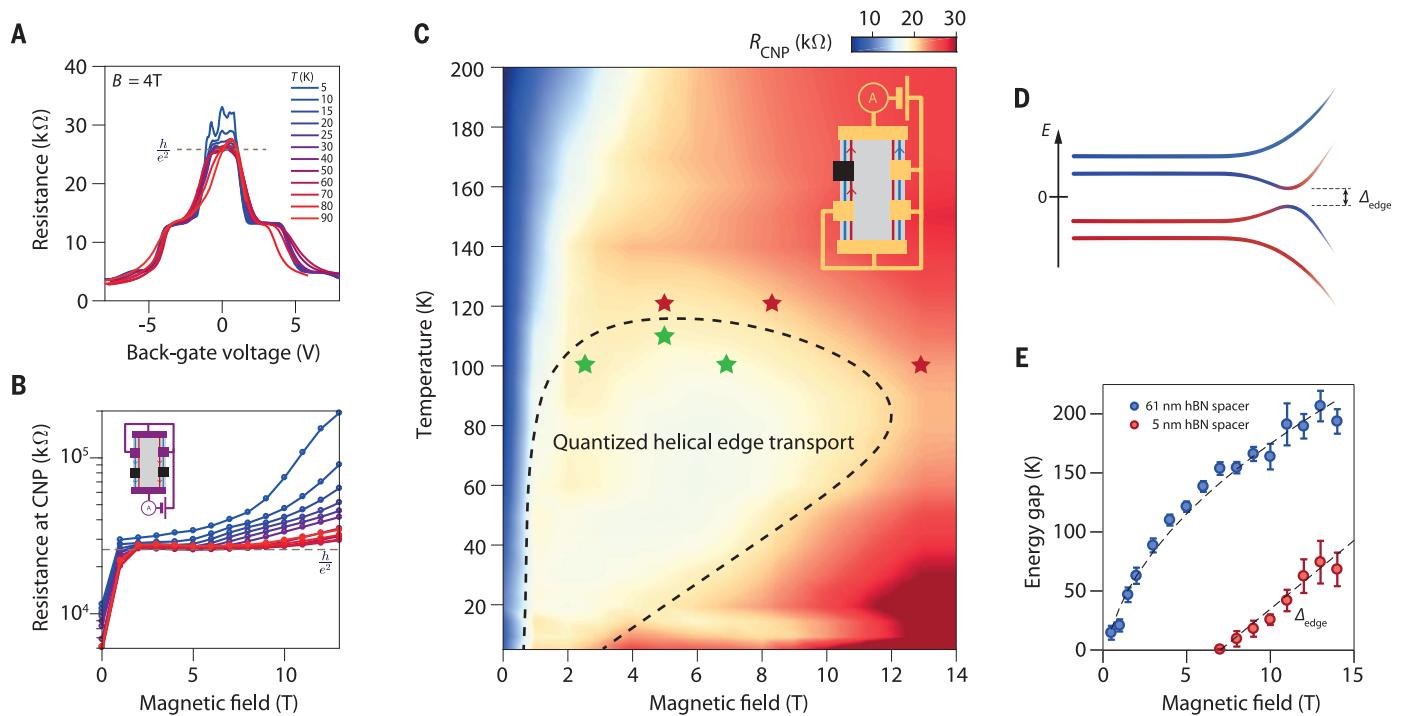 A
B = 4T
T (K)
5
10
15
20
25
30
40
50
60
70
80
90
h
e²
40
30
20
10
0
Resistance (kΩ)
-5
0
5
Back-gate voltage (V)
B
10⁵
10⁴
Resistance at CNP (kΩ)
A
h
e²
0
5
10
Magnetic field (T)
C
R_CNP (kΩ)
10
20
30
200
180
160
140
120
100
80
60
40
20
Temperature (K)
A
Quantized helical edge transport
0
2
4
6
8
10
12
14
Magnetic field (T)
D
E
0
Δ_edge
E
61 nm hBN spacer
5 nm hBN spacer
200
150
100
50
0
Energy gap (K)
Δ_edge
0
5
10
15
Magnetic field (T)